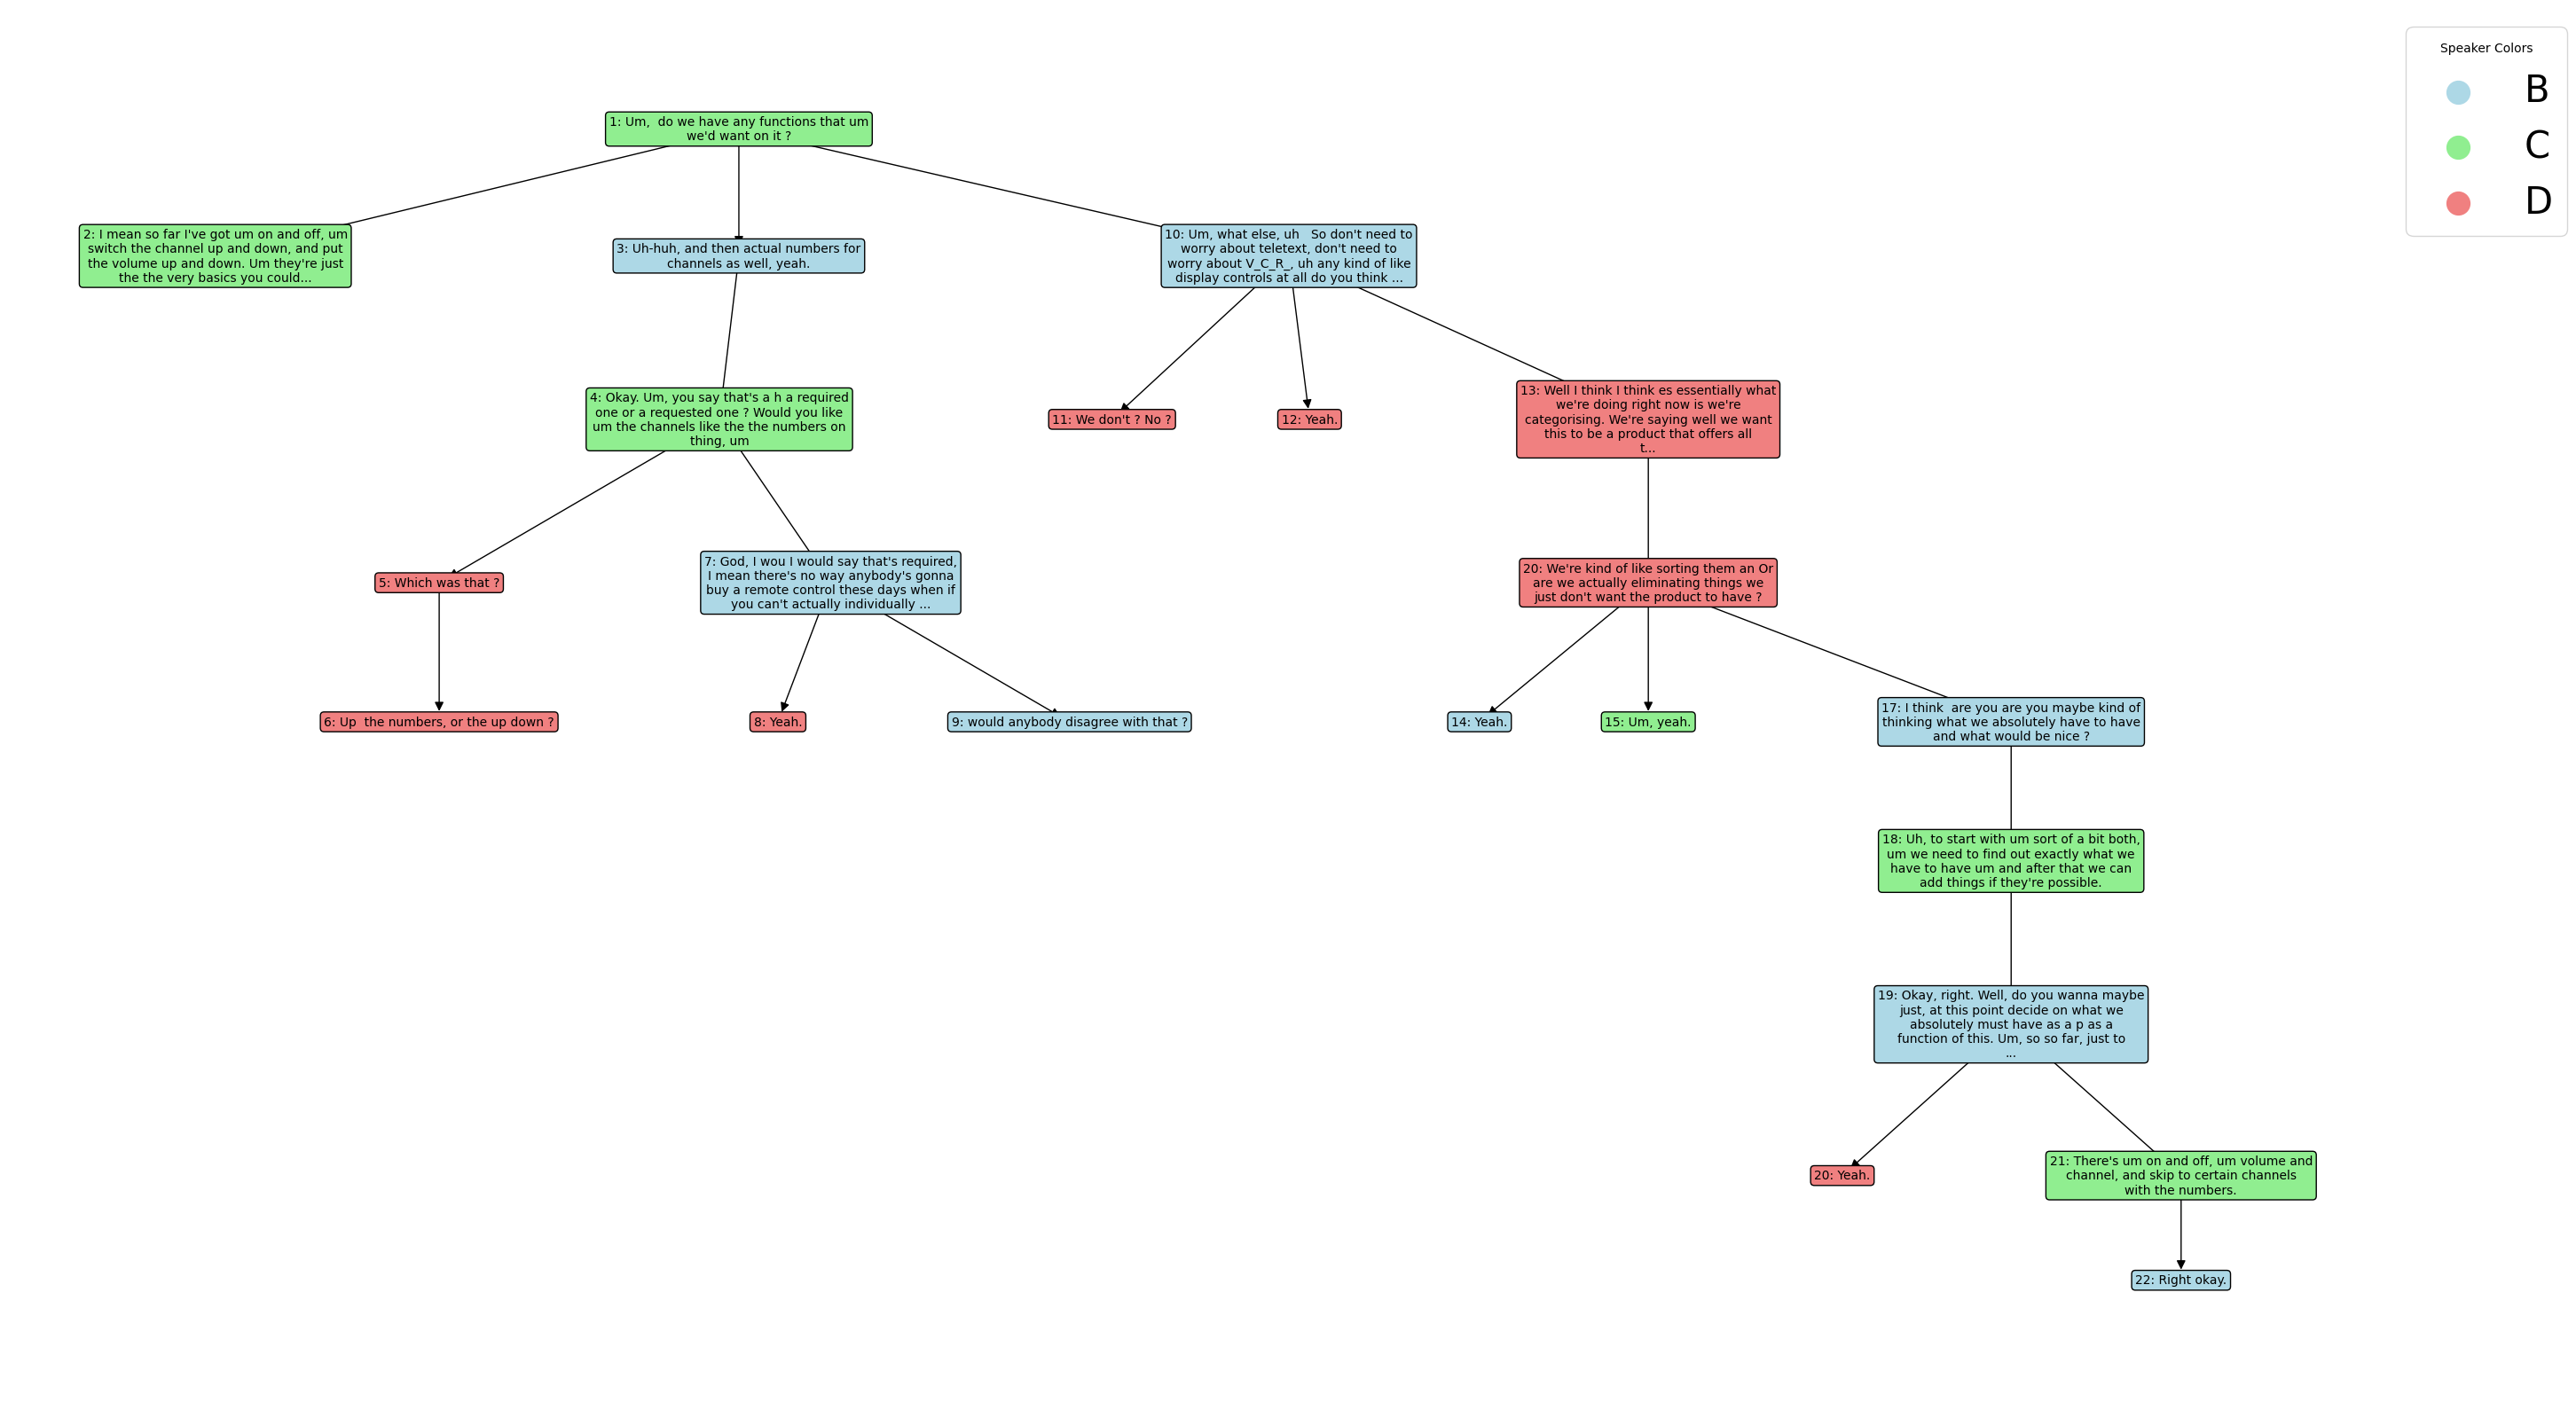 Speaker Colors
B
C
D
1: Um,  do we have any functions that um
we'd want on it ?
2: I mean so far I've got um on and off, um
switch the channel up and down, and put
the volume up and down. Um they're just
the the very basics you could...
3: Uh-huh, and then actual numbers for
channels as well, yeah.
10: Um, what else, uh   So don't need to
worry about teletext, don't need to
worry about V_C_R_, uh any kind of like
display controls at all do you think ...
4: Okay. Um, you say that's a h a required
one or a requested one ? Would you like
um the channels like the the numbers on
thing, um
11: We don't ? No ?
12: Yeah.
13: Well I think I think es essentially what
we're doing right now is we're
categorising. We're saying well we want
this to be a product that offers all
t...
5: Which was that ?
7: God, I wou I would say that's required,
I mean there's no way anybody's gonna
buy a remote control these days when if
you can't actually individually ...
20: We're kind of like sorting them an Or
are we actually eliminating things we
just don't want the product to have ?
6: Up  the numbers, or the up down ?
8: Yeah.
9: would anybody disagree with that ?
14: Yeah.
15: Um, yeah.
17: I think  are you are you maybe kind of
thinking what we absolutely have to have
and what would be nice ?
18: Uh, to start with um sort of a bit both,
um we need to find out exactly what we
have to have um and after that we can
add things if they're possible.
19: Okay, right. Well, do you wanna maybe
just, at this point decide on what we
absolutely must have as a p as a
function of this. Um, so so far, just to
...
20: Yeah.
21: There's um on and off, um volume and
channel, and skip to certain channels
with the numbers.
22: Right okay.